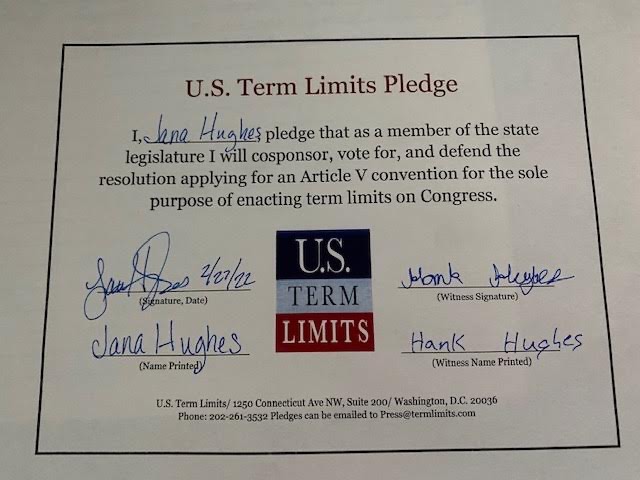 U.S. Term Limits Pledge
I, Jana Hughes, pledge that as a member of the state
legislature I will cosponsor, vote for, and defend the
resolution applying for an Article V convention for the sole
purpose of enacting term limits on Congress.
2/27/22
(Signature, Date)
Jana Hughes
(Name Printed)
U.S.
TERM
LIMITS
Hank Hughes
(Witness Signature)
Hank Hughes
(Witness Name Printed)
U.S. Term Limits/ 1250 Connecticut Ave NW, Suite 200/ Washington, D.C. 20036
Phone: 202-261-3532 Pledges can be emailed to Press@termlimits.com